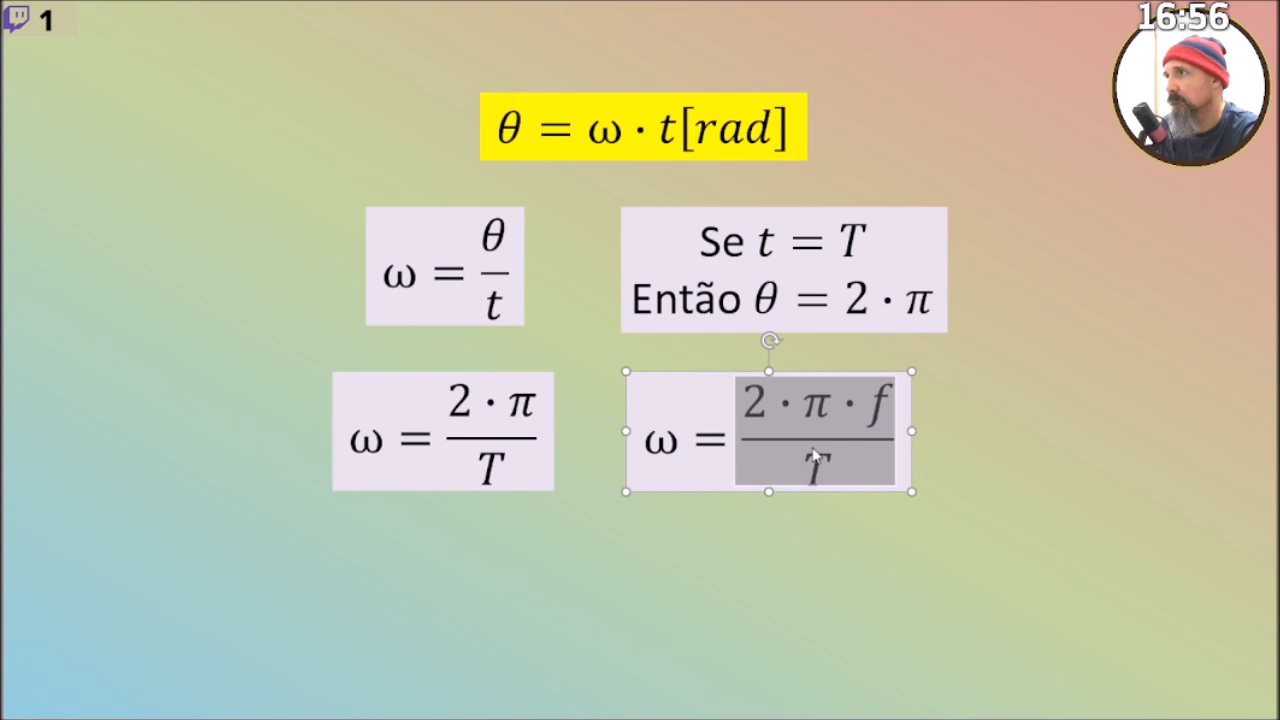 1
16:56
θ = ω · t[rad]
ω = θ/t
Se t = T
Então θ = 2 · π
ω = 2 · π/T
ω = 2 · π · f/T